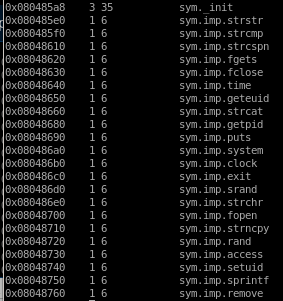 0x080485a8 3 35 sym._init
0x080485e0 1 6 sym.imp.strstr
0x080485f0 1 6 sym.imp.strcmp
0x08048610 1 6 sym.imp.strcspn
0x08048620 1 6 sym.imp.fgets
0x08048630 1 6 sym.imp.fclose
0x08048640 1 6 sym.imp.time
0x08048650 1 6 sym.imp.geteuid
0x08048660 1 6 sym.imp.strcat
0x08048680 1 6 sym.imp.getpid
0x08048690 1 6 sym.imp.puts
0x080486a0 1 6 sym.imp.system
0x080486b0 1 6 sym.imp.clock
0x080486c0 1 6 sym.imp.exit
0x080486d0 1 6 sym.imp.srand
0x080486e0 1 6 sym.imp.strchr
0x08048700 1 6 sym.imp.fopen
0x08048710 1 6 sym.imp.strncpy
0x08048720 1 6 sym.imp.rand
0x08048730 1 6 sym.imp.access
0x08048740 1 6 sym.imp.setuid
0x08048750 1 6 sym.imp.sprintf
0x08048760 1 6 sym.imp.remove